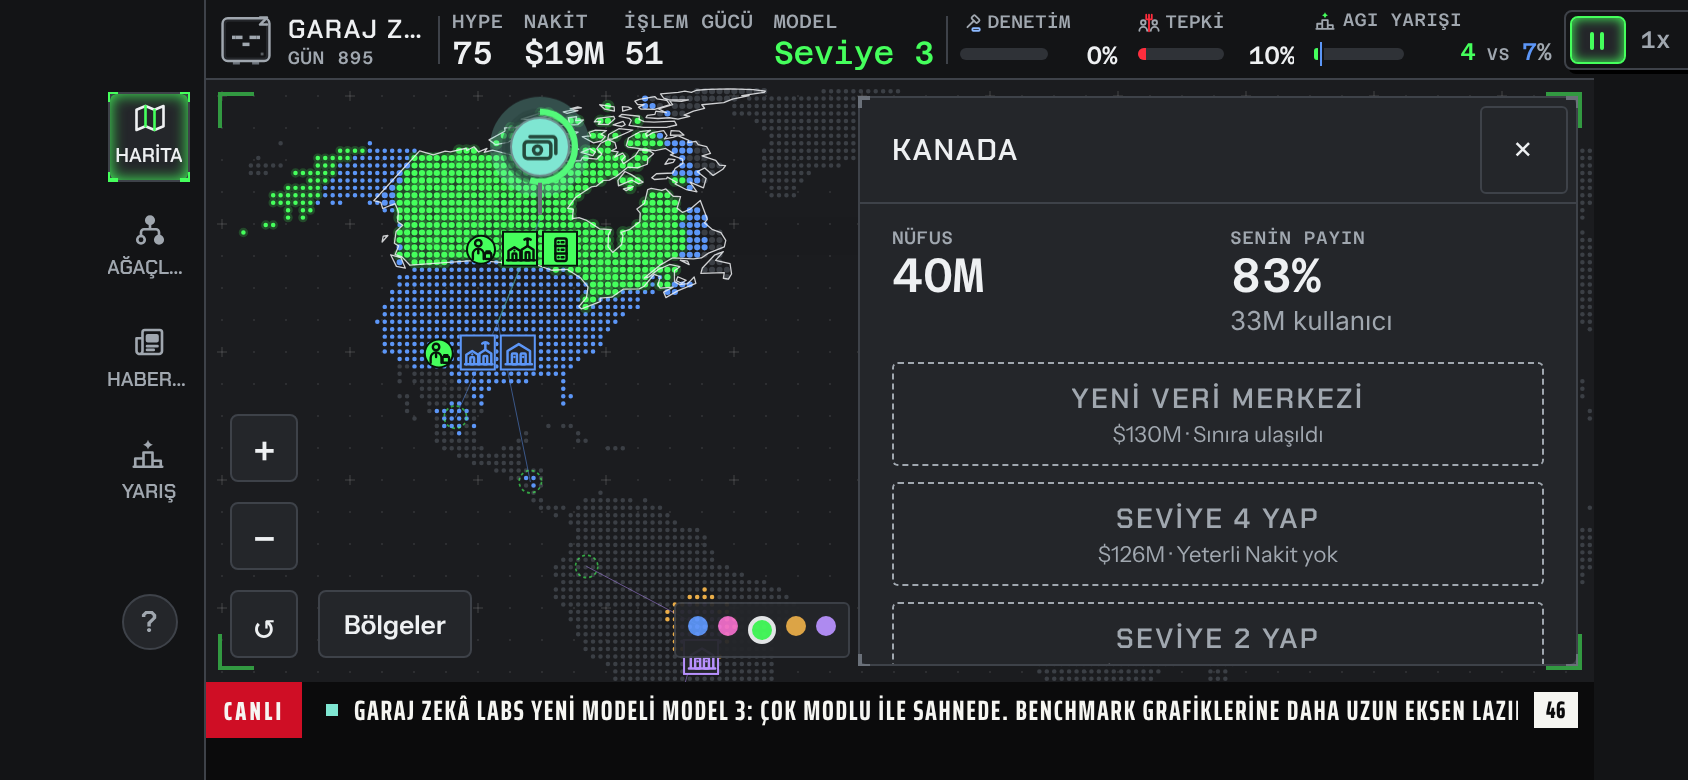 GARAJ Z...
GÜN 895
HYPE
75
NAKİT
$19M
İŞLEM GÜCÜ
51
MODEL
Seviye 3
DENETİM
0%
TEPKİ
10%
AGI YARIŞI
4 VS 7%
1x
HARİTA
AĞAÇL...
HABER...
YARIŞ
?
+
−
Bölgeler
KANADA
×
NÜFUS
40M
SENİN PAYIN
83%
33M kullanıcı
YENİ VERİ MERKEZİ
$130M · Sınıra ulaşıldı
SEVİYE 4 YAP
$126M · Yeterli Nakit yok
SEVİYE 2 YAP
CANLI
GARAJ ZEKÂ LABS YENİ MODELİ MODEL 3: ÇOK MODLU İLE SAHNEDE. BENCHMARK GRAFİKLERİNE DAHA UZUN EKSEN
46